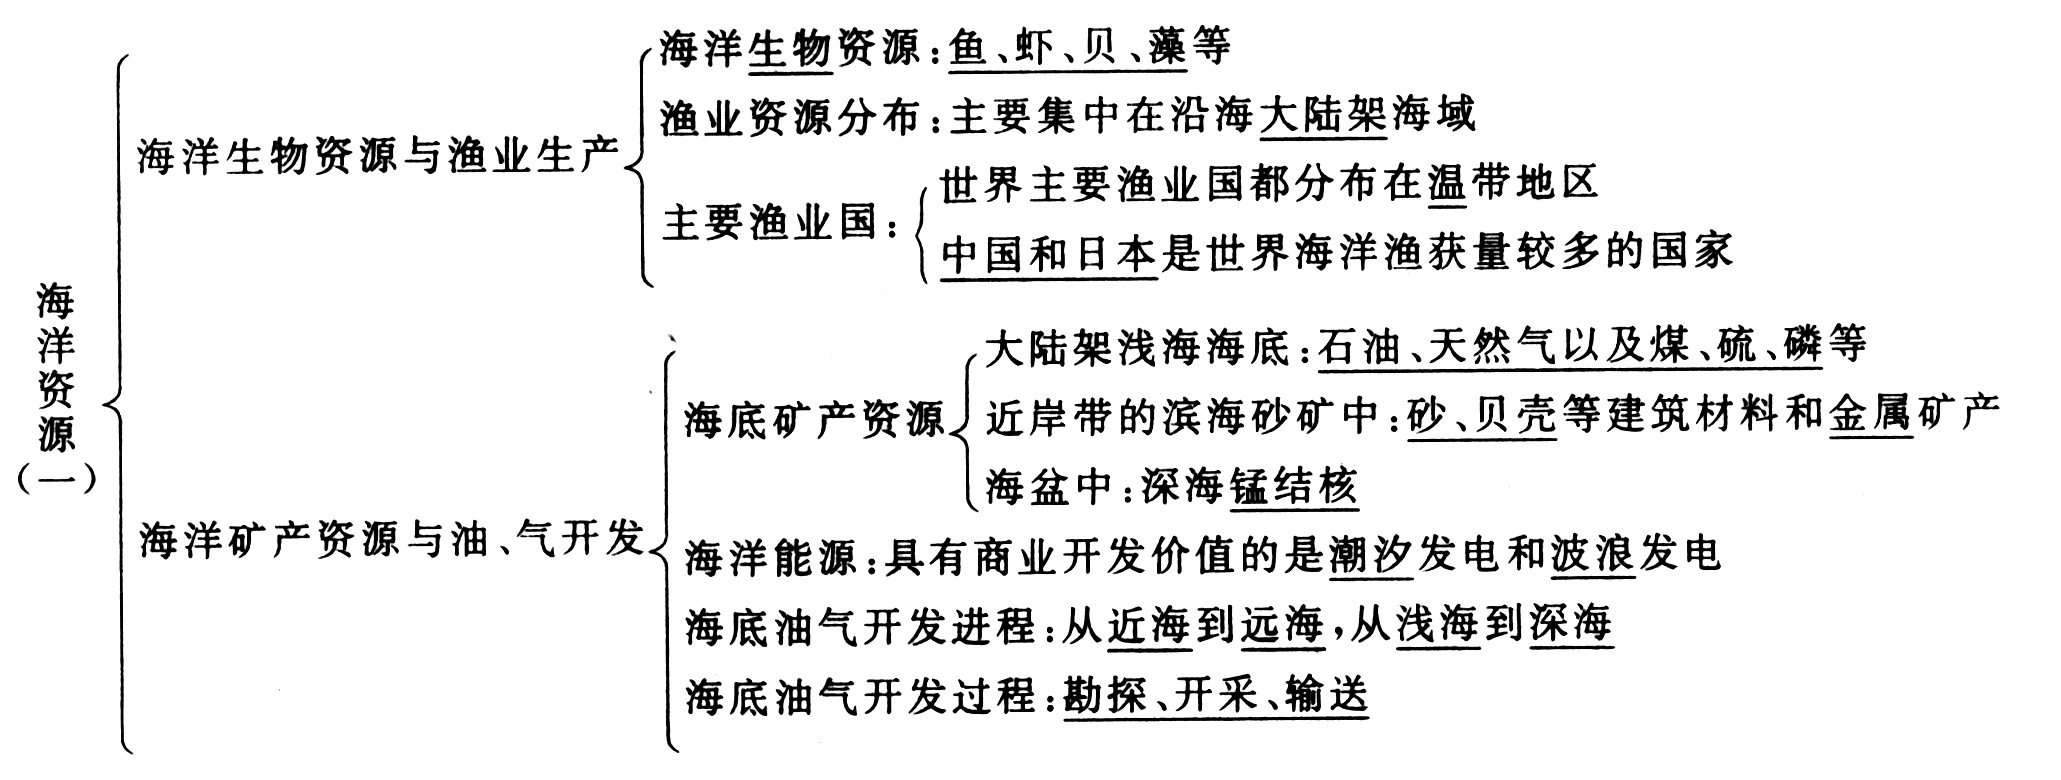 海洋资源（一）
海洋生物资源与渔业生产
海洋生物资源：鱼、虾、贝、藻等
渔业资源分布：主要集中在沿海大陆架海域
主要渔业国：
世界主要渔业国都分布在温带地区
中国和日本是世界海洋渔获量较多的国家
海洋矿产资源与油、气开发
海底矿产资源
大陆架浅海海底：石油、天然气以及煤、硫、磷等
近岸带的滨海砂矿中：砂、贝壳等建筑材料和金属矿产
海盆中：深海锰结核
海洋能源：具有商业开发价值的是潮汐发电和波浪发电
海底油气开发进程：从近海到远海，从浅海到深海
海底油气开发过程：勘探、开采、输送